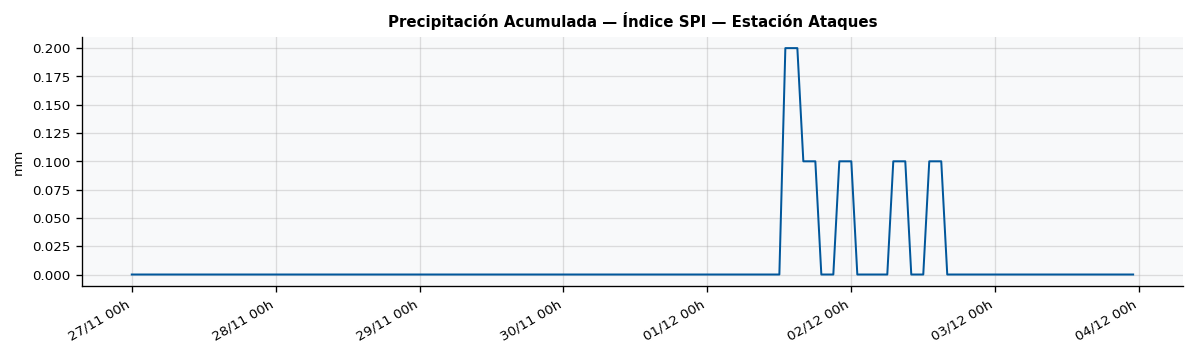 Precipitación Acumulada — Índice SPI — Estación Ataques
mm
0.200
0.175
0.150
0.125
0.100
0.075
0.050
0.025
0.000
27/11 00h
28/11 00h
29/11 00h
30/11 00h
01/12 00h
02/12 00h
03/12 00h
04/12 00h